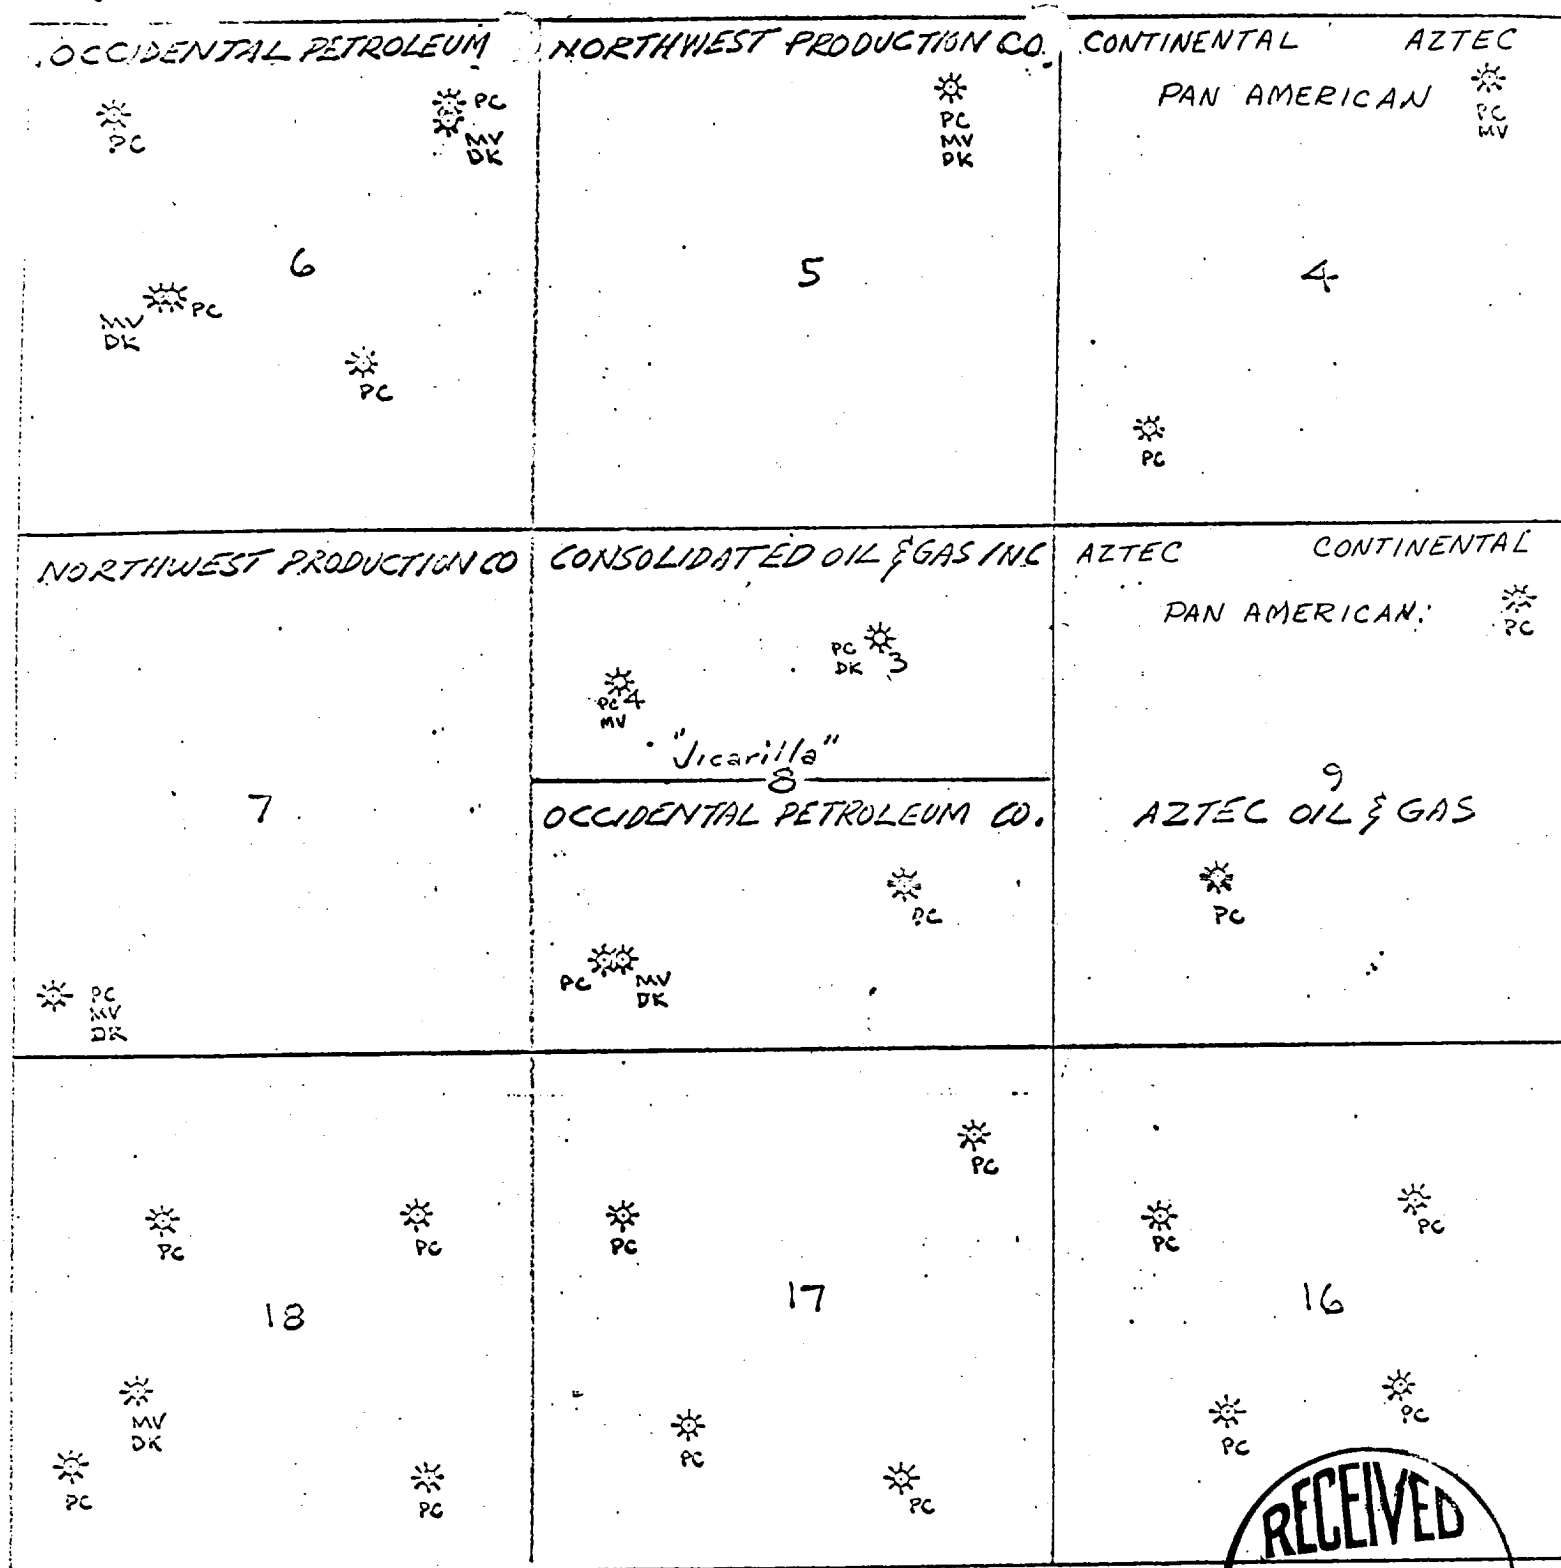 OCCIDENTAL PETROLEUM
PC
PC
MV
DK
6
MV
DK
PC
PC
NORTHWEST PRODUCTION CO.
PC
MV
DK
5
CONTINENTAL AZTEC
PAN AMERICAN
PC
MV
4
PC
NORTHWEST PRODUCTION CO
7
PC
MV
DK
CONSOLIDATED OIL & GAS INC
PC
DK 3
PC 4
MV
"Jicarilla"
8
OCCIDENTAL PETROLEUM CO.
PC
PC
MV
DK
AZTEC CONTINENTAL
PAN AMERICAN.
PC
9
AZTEC OIL & GAS
PC
PC
PC
18
MV
DK
PC
PC
PC
PC
17
PC
PC
PC
PC
16
PC
PC
RECEIVED